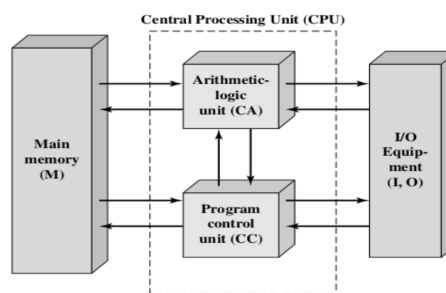 Central Processing Unit (CPU)
Arithmetic-
logic
unit (CA)
Main
memory
(M)
I/O
Equip-
ment
(I, O)
Program
control
unit (CC)